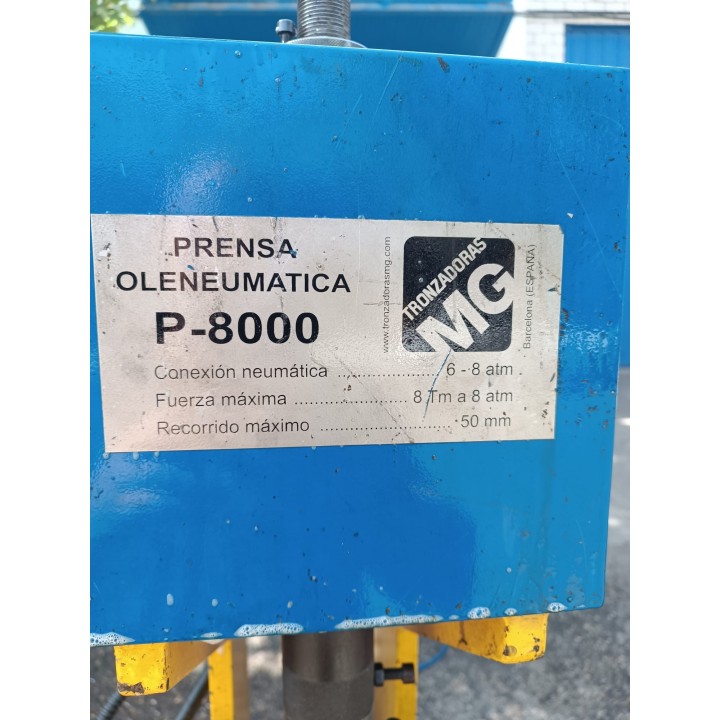 PRENSA
OLENEUMATICA
P-8000
www.tronzadorasmg.com
TRONZADORAS
MG
Barcelona (ESPAÑA)
Conexión neumática ........................ 6 - 8 atm
Fuerza máxima ........................ 8 Tm a 8 atm
Recorrido máximo ............................ 50 mm